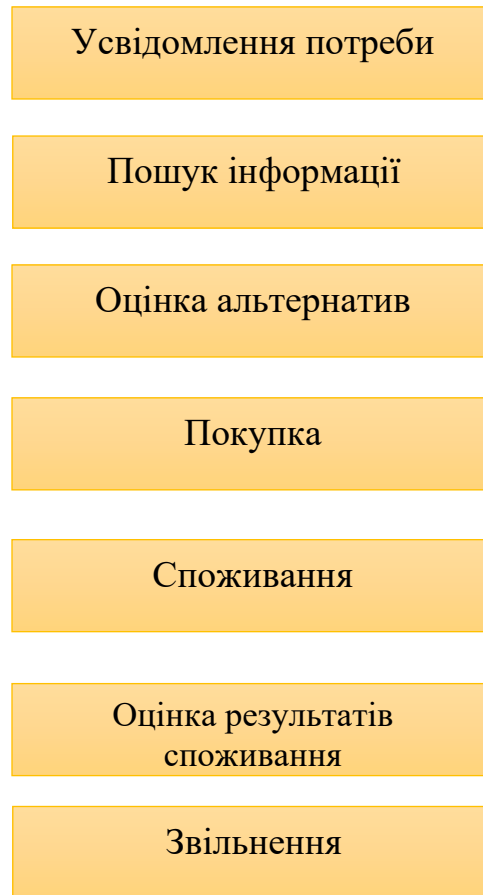 Усвідомлення потреби
Пошук інформації
Оцінка альтернатив
Покупка
Споживання
Оцінка результатів
споживання
Звільнення